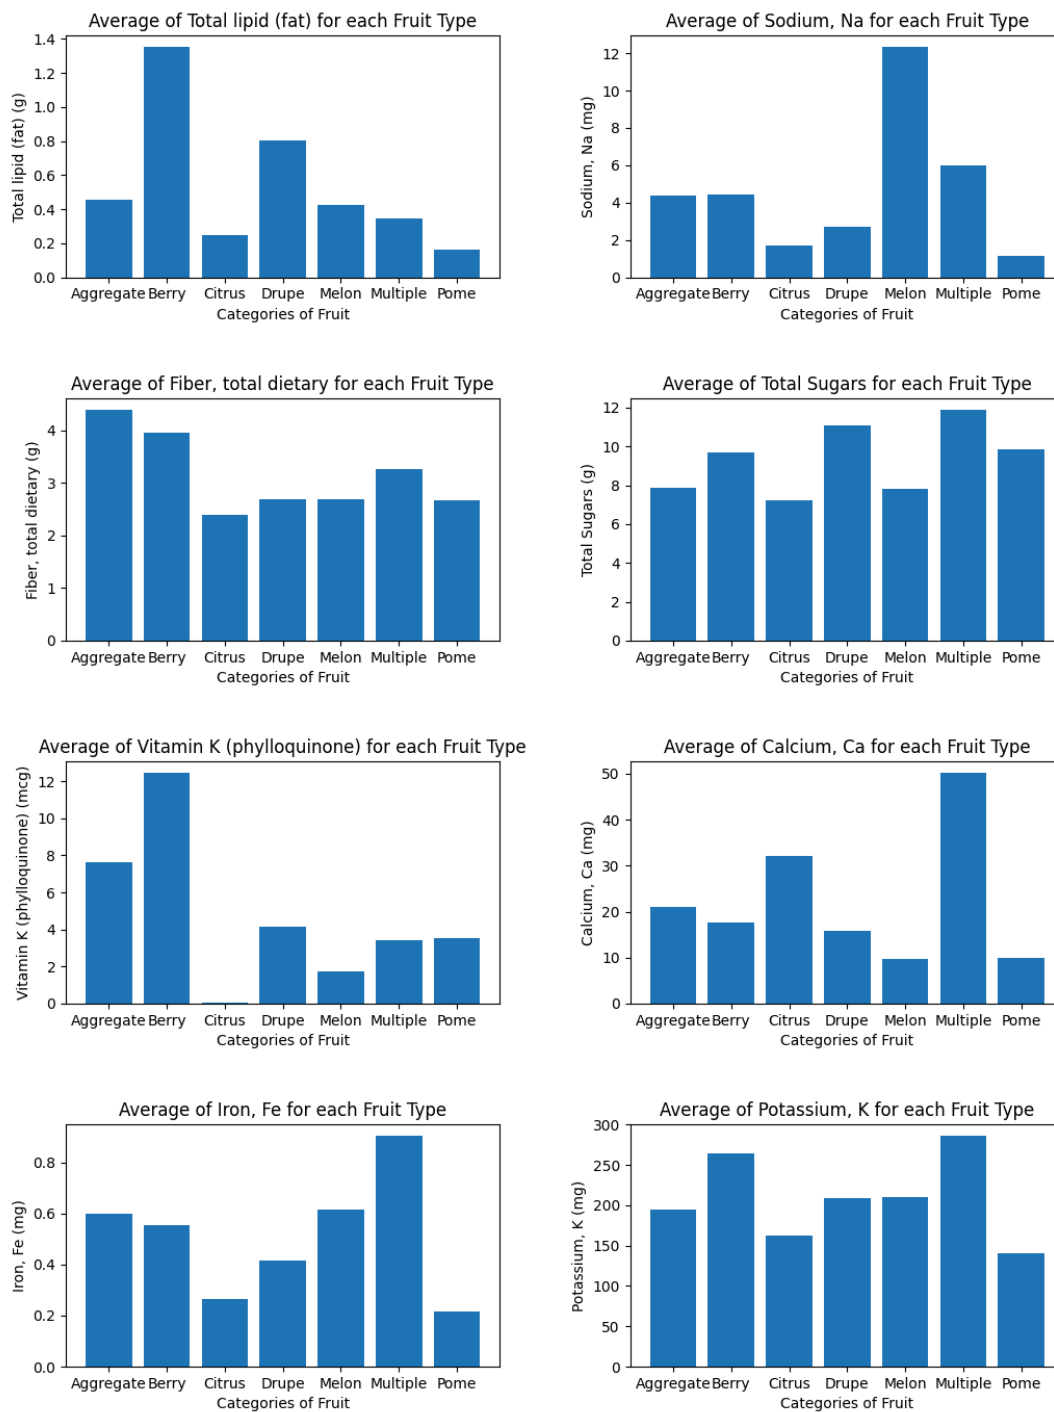 Average of Total lipid (fat) for each Fruit Type
Total lipid (fat) (g)
1.4
1.2
1.0
0.8
0.6
0.4
0.2
0.0
Aggregate Berry Citrus Drupe Melon Multiple Pome
Categories of Fruit
Average of Sodium, Na for each Fruit Type
Sodium, Na (mg)
12
10
8
6
4
2
0
Aggregate Berry Citrus Drupe Melon Multiple Pome
Categories of Fruit
Average of Fiber, total dietary for each Fruit Type
Fiber, total dietary (g)
4
3
2
1
0
Aggregate Berry Citrus Drupe Melon Multiple Pome
Categories of Fruit
Average of Total Sugars for each Fruit Type
Total Sugars (g)
12
10
8
6
4
2
0
Aggregate Berry Citrus Drupe Melon Multiple Pome
Categories of Fruit
Average of Vitamin K (phylloquinone) for each Fruit Type
Vitamin K (phylloquinone) (mcg)
12
10
8
6
4
2
0
Aggregate Berry Citrus Drupe Melon Multiple Pome
Categories of Fruit
Average of Calcium, Ca for each Fruit Type
Calcium, Ca (mg)
50
40
30
20
10
0
Aggregate Berry Citrus Drupe Melon Multiple Pome
Categories of Fruit
Average of Iron, Fe for each Fruit Type
Iron, Fe (mg)
0.8
0.6
0.4
0.2
0.0
Aggregate Berry Citrus Drupe Melon Multiple Pome
Categories of Fruit
Average of Potassium, K for each Fruit Type
Potassium, K (mg)
300
250
200
150
100
50
0
Aggregate Berry Citrus Drupe Melon Multiple Pome
Categories of Fruit